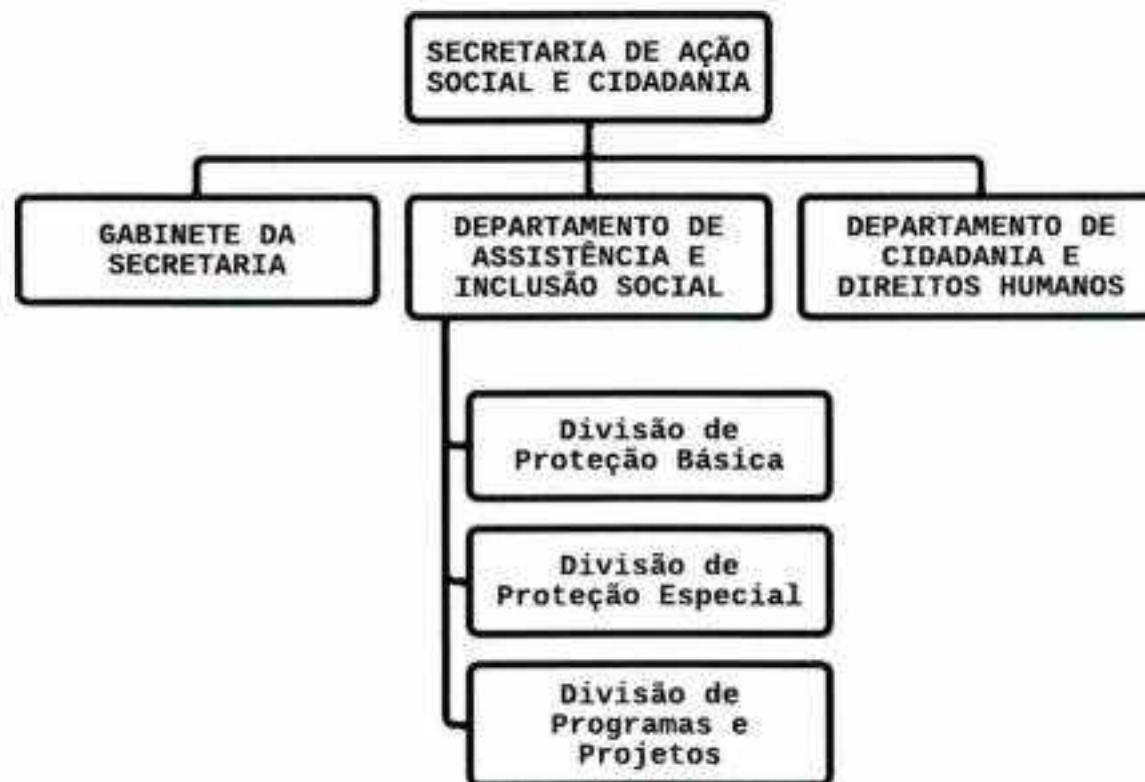 SECRETARIA DE AÇÃO
SOCIAL E CIDADANIA
GABINETE DA
SECRETARIA
DEPARTAMENTO DE
ASSISTÊNCIA E
INCLUSÃO SOCIAL
DEPARTAMENTO DE
CIDADANIA E
DIREITOS HUMANOS
Divisão de
Proteção Básica
Divisão de
Proteção Especial
Divisão de
Programas e
Projetos